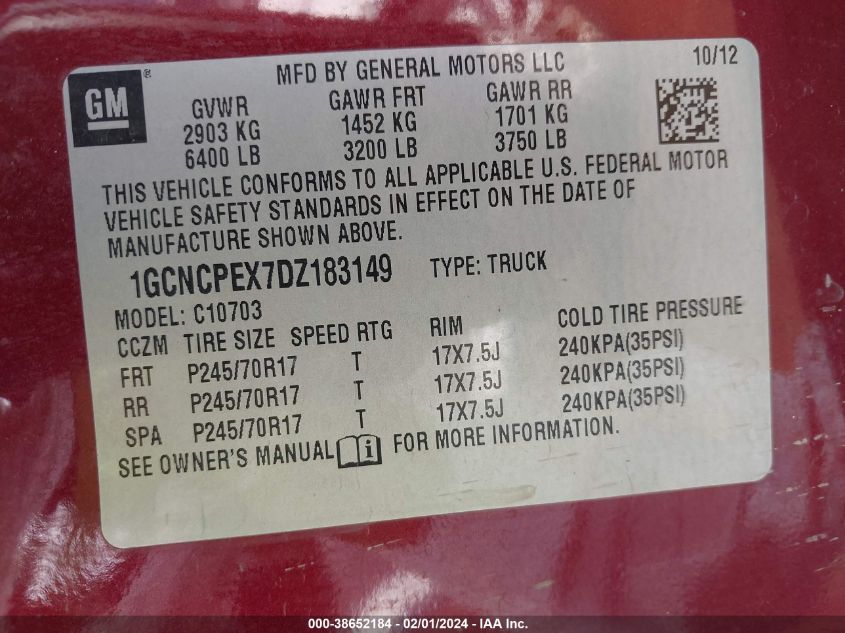 MFD BY GENERAL MOTORS LLC 10/12
GM ®
GVWR GAWR FRT GAWR RR
2903 KG 1452 KG 1701 KG
6400 LB 3200 LB 3750 LB
THIS VEHICLE CONFORMS TO ALL APPLICABLE U.S. FEDERAL MOTOR
VEHICLE SAFETY STANDARDS IN EFFECT ON THE DATE OF
MANUFACTURE SHOWN ABOVE.
1GCNCPEX7DZ183149 TYPE: TRUCK
MODEL: C10703
CCZM TIRE SIZE SPEED RTG RIM COLD TIRE PRESSURE
FRT P245/70R17 T 17X7.5J 240KPA(35PSI)
RR P245/70R17 T 17X7.5J 240KPA(35PSI)
SPA P245/70R17 T 17X7.5J 240KPA(35PSI)
SEE OWNER'S MANUAL i FOR MORE INFORMATION.
000-38652184 - 02/01/2024 - IAA Inc.